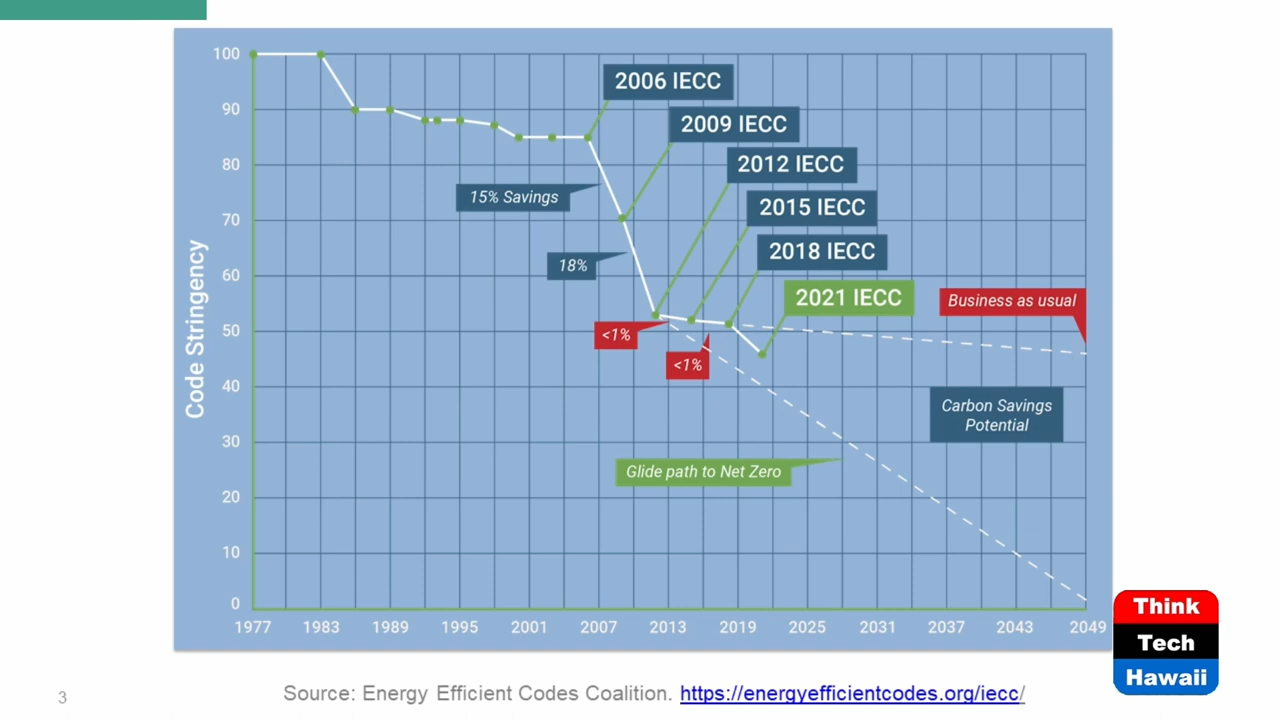 100
90
80
70
60
50
40
30
20
10
0
Code Stringency
2006 IECC
2009 IECC
2012 IECC
2015 IECC
2018 IECC
2021 IECC
15% Savings
18%
<1%
<1%
Business as usual
Carbon Savings
Potential
Glide path to Net Zero
1977 1983 1989 1995 2001 2007 2013 2019 2025 2031 2037 2043 2049
Think
Tech
Hawaii
3
Source: Energy Efficient Codes Coalition. https://energyefficientcodes.org/iecc/